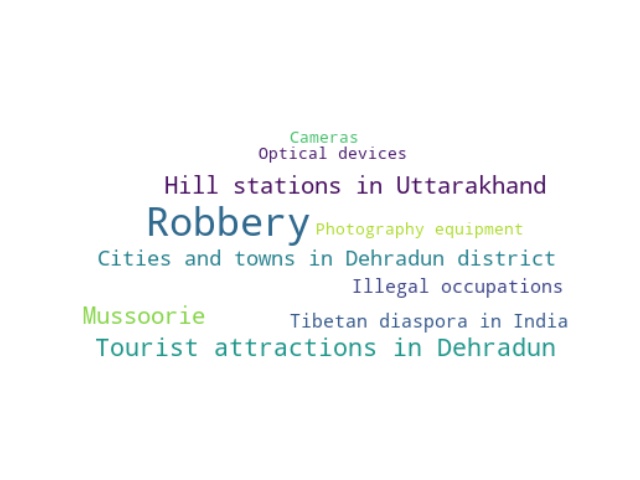 Cameras
Optical devices
Hill stations in Uttarakhand
Robbery Photography equipment
Cities and towns in Dehradun district
Illegal occupations
Mussoorie
Tibetan diaspora in India
Tourist attractions in Dehradun